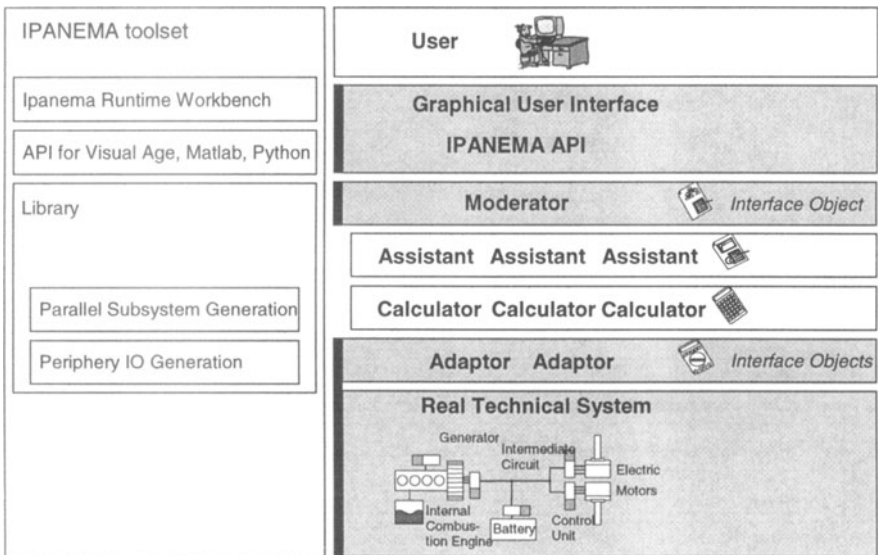 IPANEMA toolset
Ipanema Runtime Workbench
API for Visual Age, Matlab, Python
Library
Parallel Subsystem Generation
Periphery IO Generation
User
Graphical User Interface
IPANEMA API
Moderator
Interface Object
Assistant Assistant Assistant
Calculator Calculator Calculator
Adaptor Adaptor
Interface Objects
Real Technical System
Generator
Intermediate
Circuit
Electric
Motors
Internal
Combus-
tion Engine
Battery
Control
Unit